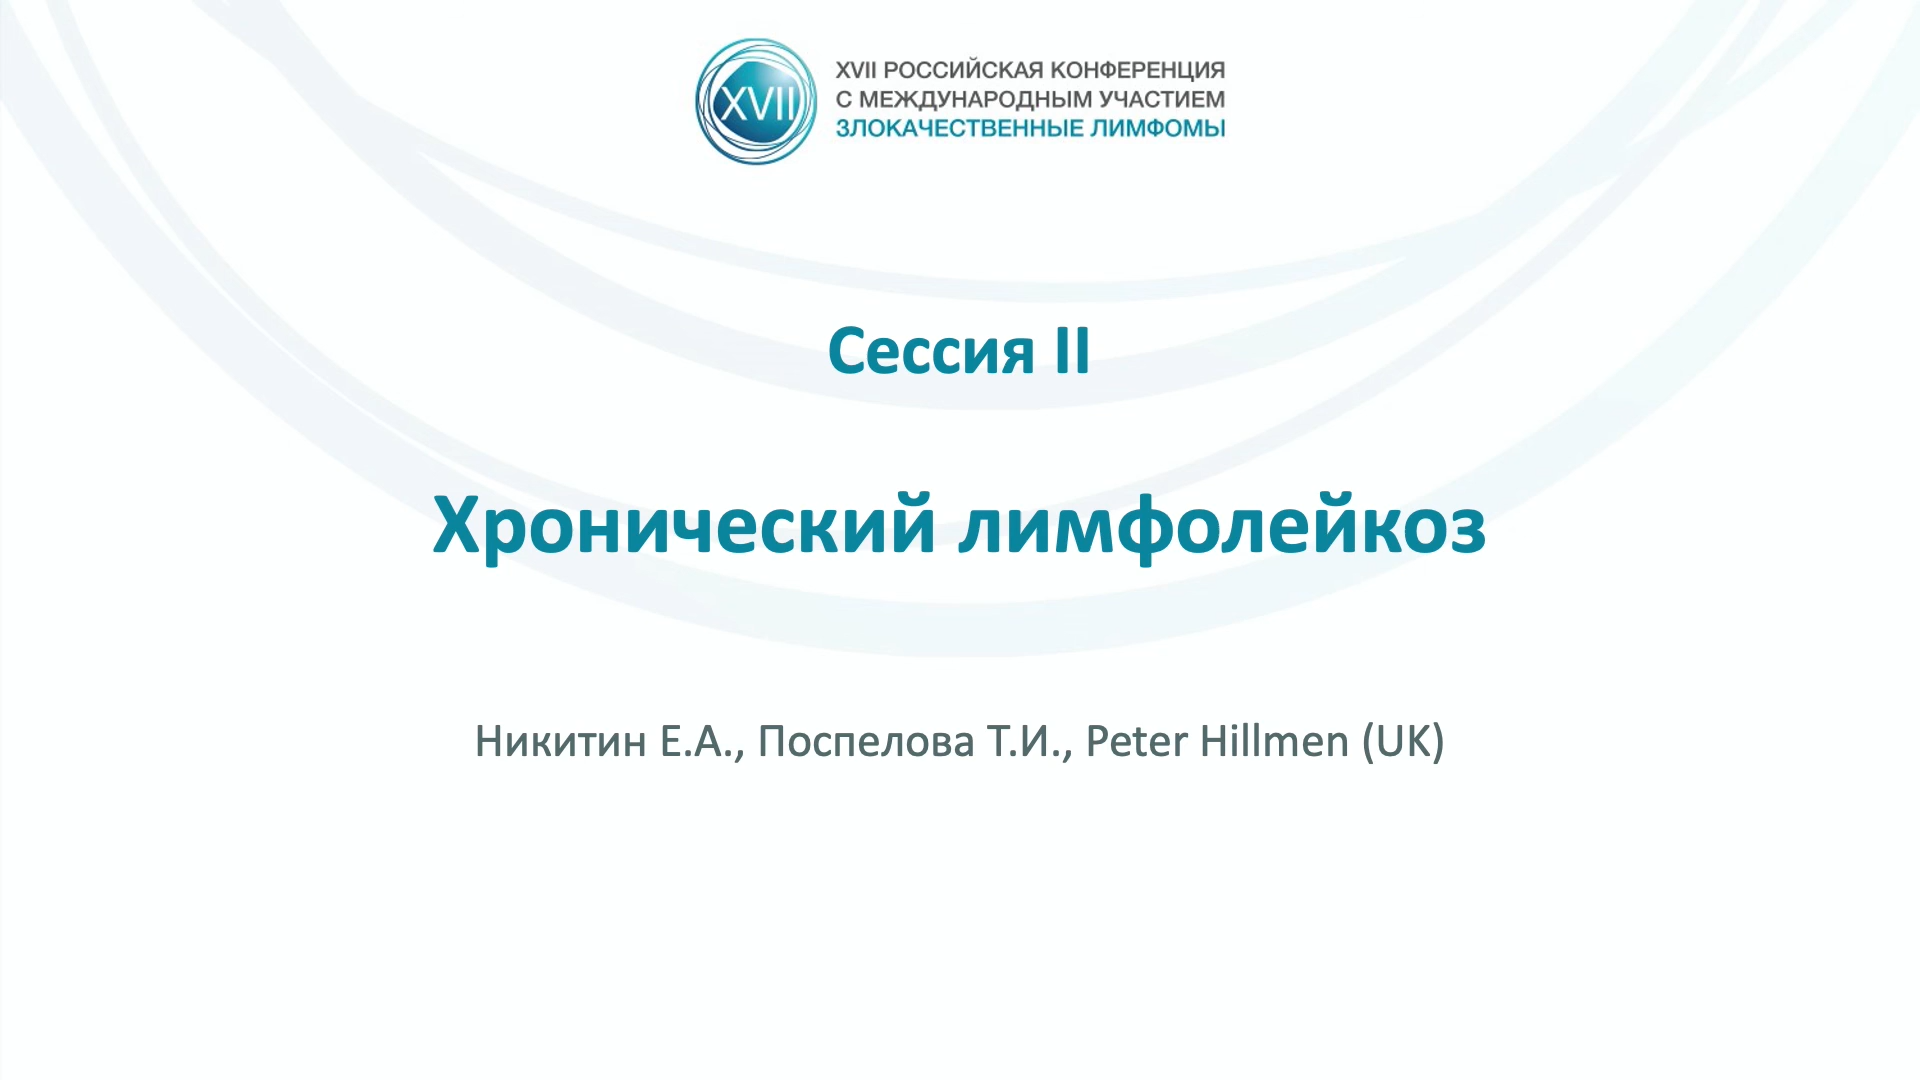 XVII
XVII РОССИЙСКАЯ КОНФЕРЕНЦИЯ
С МЕЖДУНАРОДНЫМ УЧАСТИЕМ
ЗЛОКАЧЕСТВЕННЫЕ ЛИМФОМЫ
Сессия II
Хронический лимфолейкоз
Никитин Е.А., Поспелова Т.И., Peter Hillmen (UK)